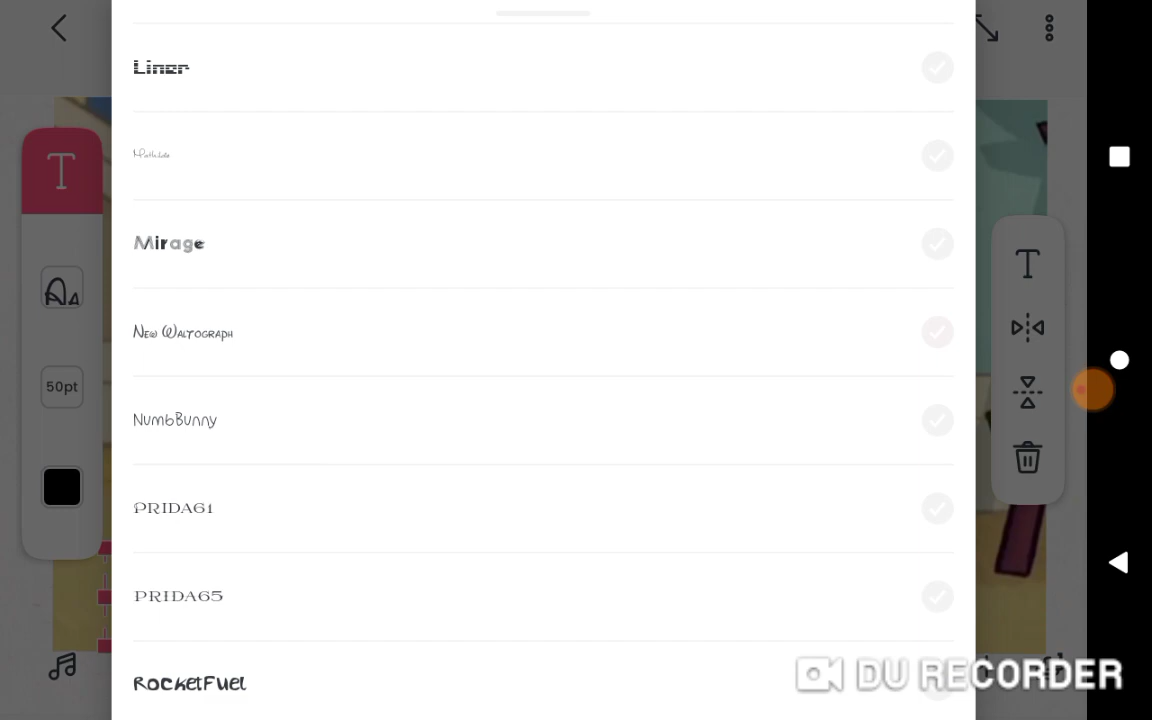 Liner
Mirage
New Waltograph
NumbBunny
PRIDA61
50pt
PRIDA65
RocketFuel
DU RECORDER